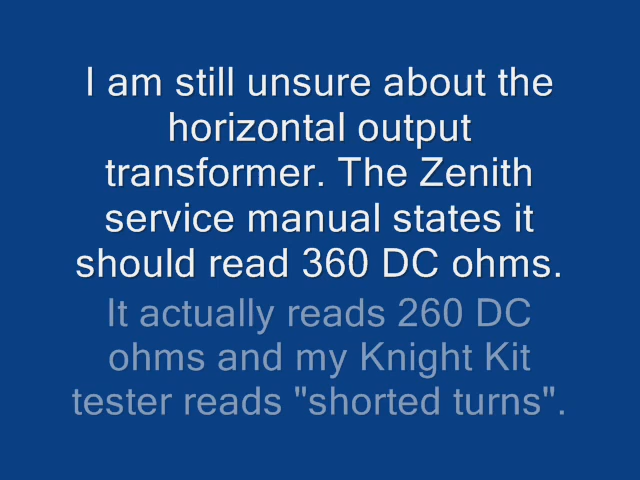 I am still unsure about the
horizontal output
transformer. The Zenith
service manual states it
should read 360 DC ohms.
It actually reads 260 DC
ohms and my Knight Kit
tester reads "shorted turns".